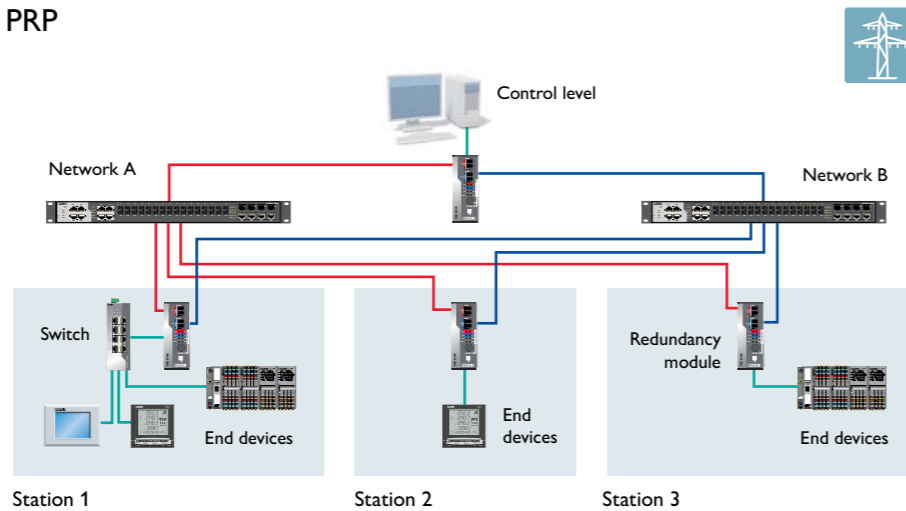 PRP
Control level
Network A
Network B
Switch
Redundancy
module
End devices
End
devices
End devices
Station 1
Station 2
Station 3